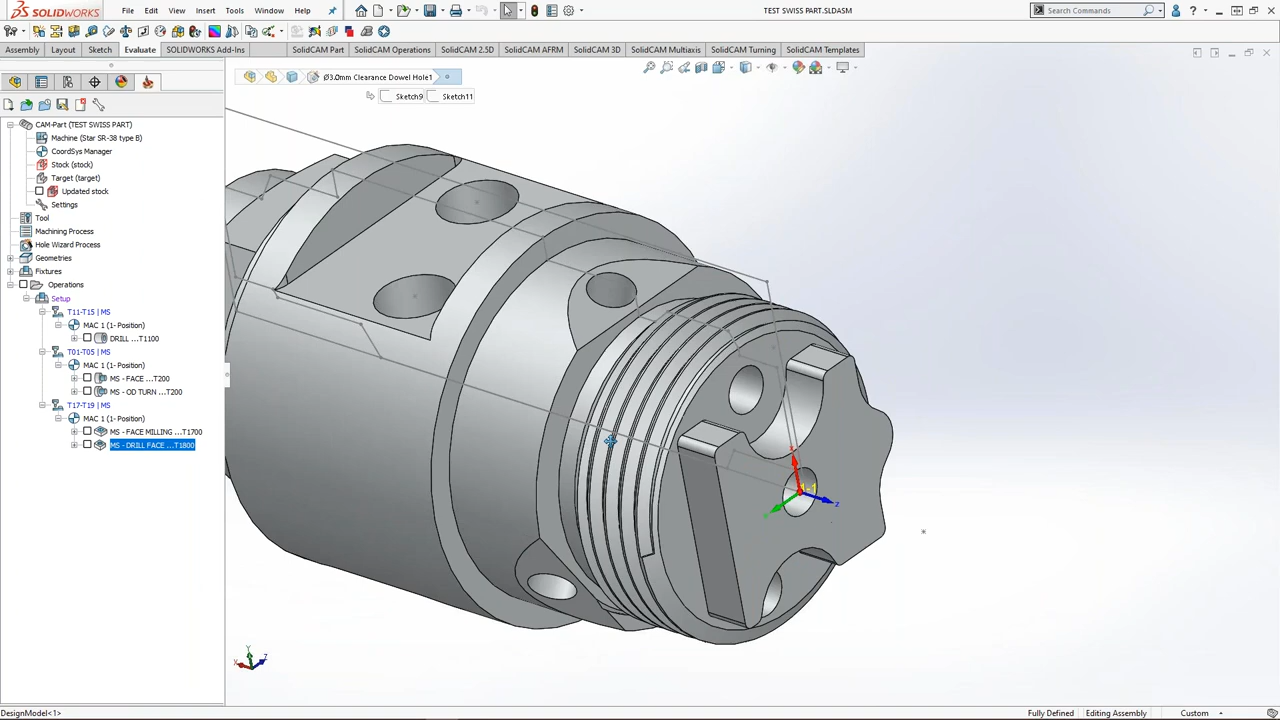 SOLIDWORKS File Edit View Insert Tools Window Help TEST SWISS PART.SLDASM Search Commands
Assembly Layout Sketch Evaluate SOLIDWORKS Add-Ins SolidCAM Part SolidCAM Operations SolidCAM 2.5D SolidCAM AFRM SolidCAM 3D SolidCAM Multiaxis SolidCAM Turning SolidCAM Templates
Ø3.0mm Clearance Dowel Hole1
Sketch9 Sketch11
CAM-Part (TEST SWISS PART)
Machine (Star SR-38 type B)
CoordSys Manager
Stock (stock)
Target (target)
Updated stock
Settings
Tool
Machining Process
Hole Wizard Process
Geometries
Fixtures
Operations
Setup
T11-T15 | MS
MAC 1 (1- Position)
DRILL ...T1100
T01-T05 | MS
MAC 1 (1- Position)
MS - FACE ...T200
MS - OD TURN ...T200
T17-T19 | MS
MAC 1 (1- Position)
MS - FACE MILLING ...T1700
MS - DRILL FACE ...T1800
Z
Y
X Z
DesignModel<1> Fully Defined Editing Assembly Custom